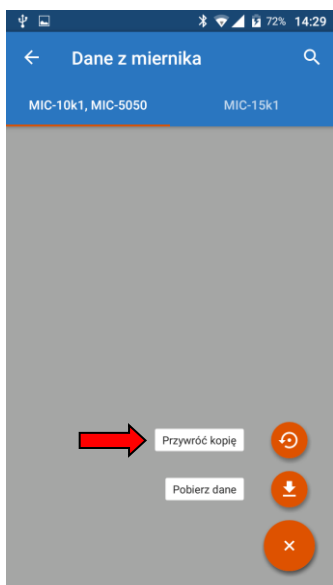 72% 14:29
Dane z miernika
MIC-10k1, MIC-5050 MIC-15k1
Przywróć kopię
Pobierz dane